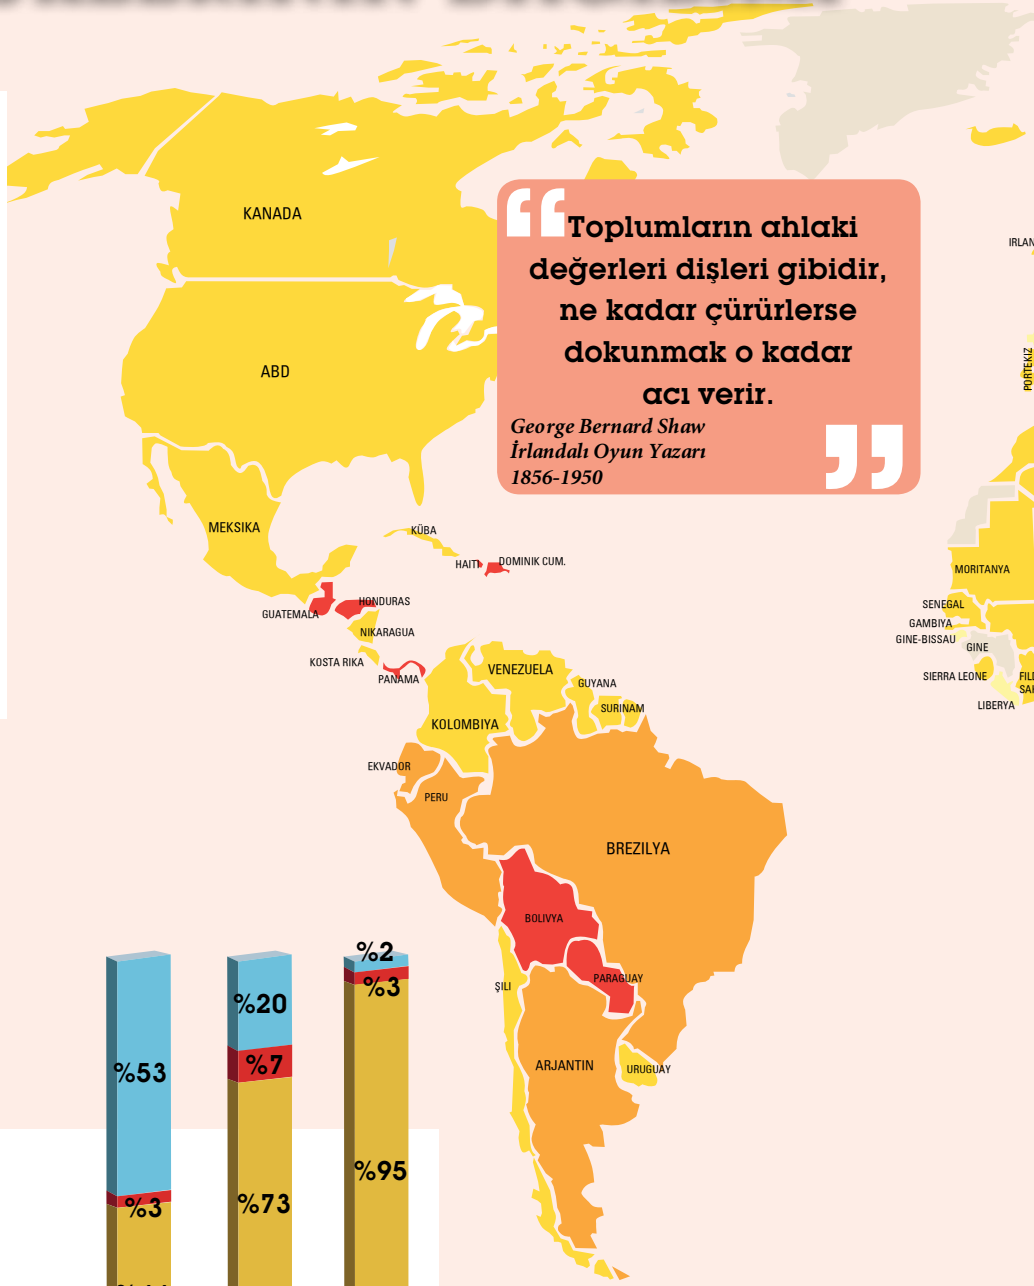 KANADA
Toplumların ahlaki
değerleri dişleri gibidir,
ne kadar çürürlerse
dokunmak o kadar
acı verir.
George Bernard Shaw
İrlandalı Oyun Yazarı
1856-1950
ABD
MEKSIKA
KÜBA
HAITI
DOMINIK CUM.
GUATEMALA
HONDURAS
NIKARAGUA
KOSTA RIKA
PANAMA
VENEZUELA
GUYANA
SURINAM
KOLOMBIYA
EKVADOR
PERU
BREZILYA
BOLIVYA
PARAGUAY
ŞILI
ARJANTIN
URUGUAY
PORTEKIZ
MORITANYA
SENEGAL
GAMBIYA
GINE-BISSAU
GINE
SIERRA LEONE
LIBERYA
%53
%3
%20
%7
%73
%2
%3
%95